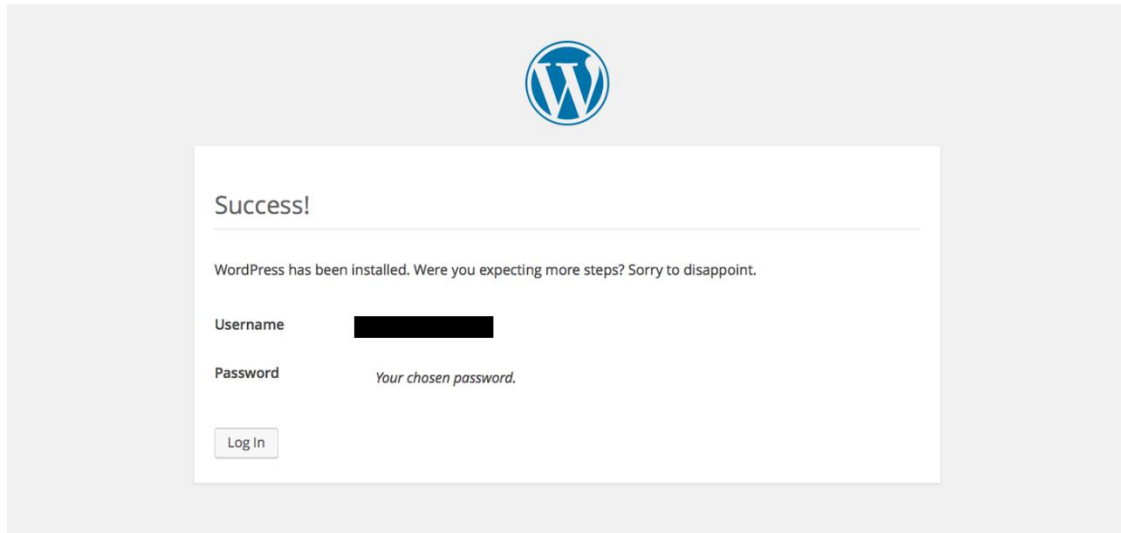 Success!
WordPress has been installed. Were you expecting more steps? Sorry to disappoint.
Username
Password Your chosen password.
Log In